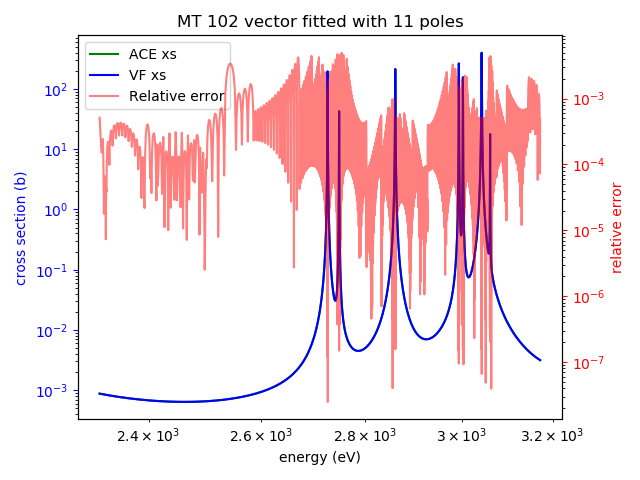 MT 102 vector fitted with 11 poles
ACE xs
VF xs
Relative error
10²
10¹
10⁰
10⁻¹
10⁻²
10⁻³
cross section (b)
10⁻³
10⁻⁴
10⁻⁵
10⁻⁶
10⁻⁷
relative error
2.4 × 10³ 2.6 × 10³ 2.8 × 10³ 3 × 10³ 3.2 × 10³
energy (eV)